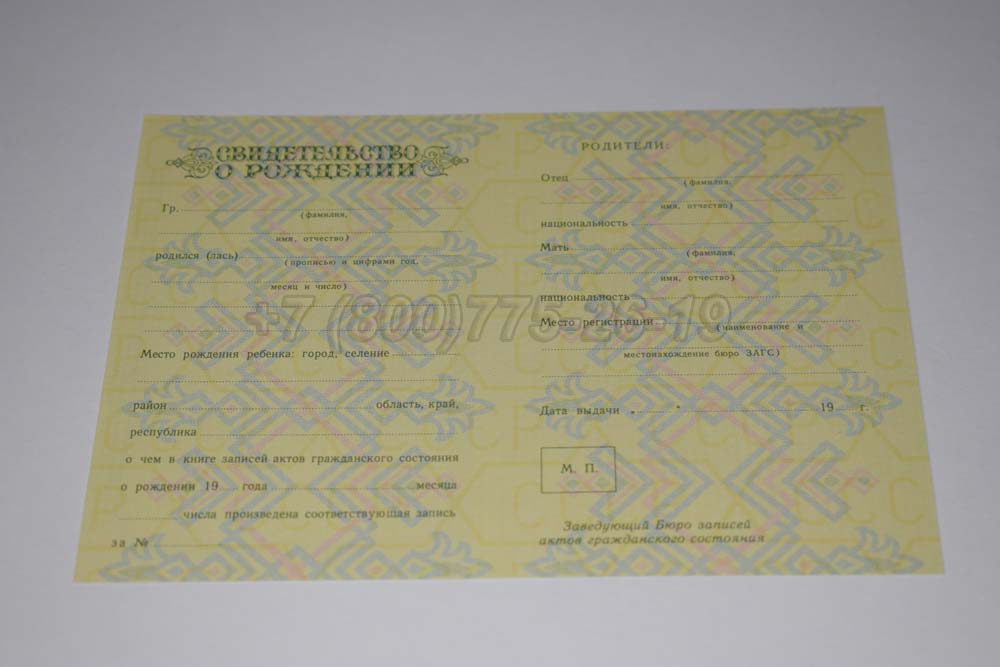 СВИДЕТЕЛЬСТВО
О РОЖДЕНИИ
Гр.
(фамилия,
имя, отчество)
родился (лась)
(прописью и цифрами год,
месяц и число)
Место рождения ребенка: город, селение
район область, край,
республика
о чем в книге записей актов гражданского состояния
о рождении 19 года месяца
числа произведена соответствующая запись
за №
РОДИТЕЛИ:
Отец
(фамилия,
имя, отчество)
национальность
Мать
(фамилия,
имя, отчество)
национальность
Место регистрации
(наименование и
местонахождение бюро ЗАГС)
Дата выдачи „ " 19 г.
М. П.
Заведующий Бюро записей
актов гражданского состояния
+7 (800)775-26-19